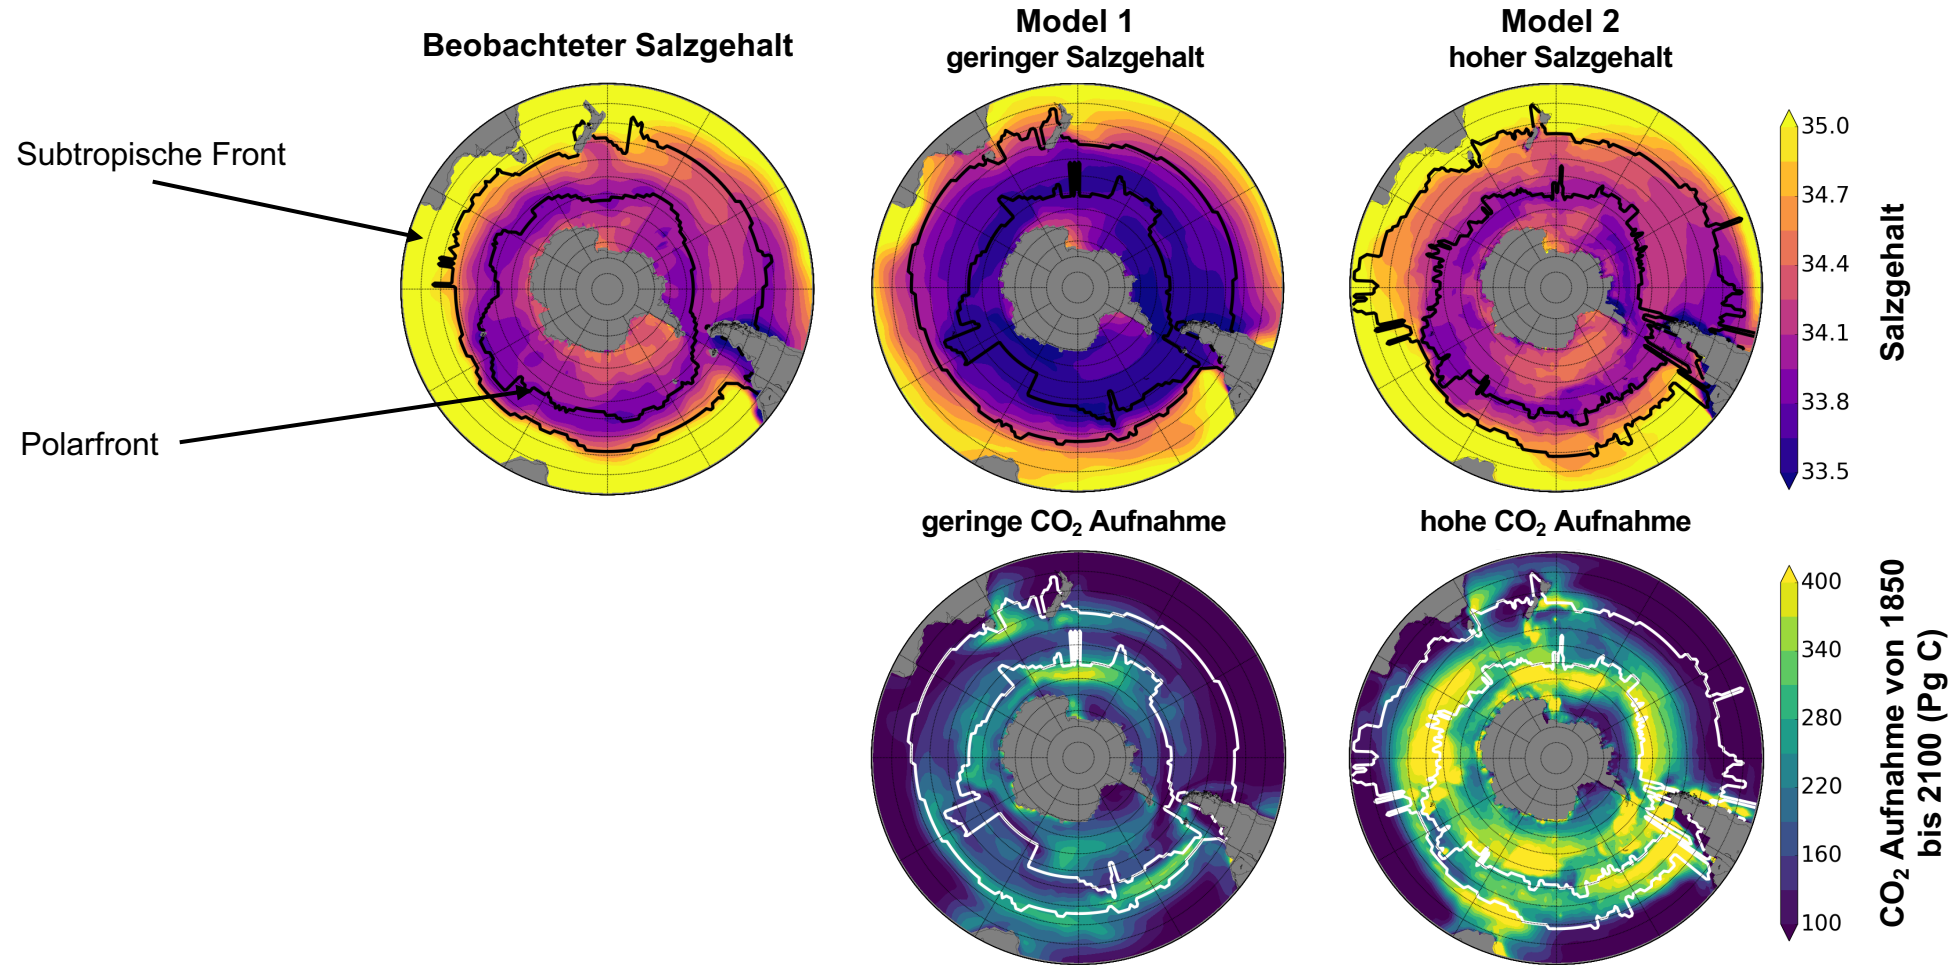 Beobachteter Salzgehalt
Model 1
geringer Salzgehalt
Model 2
hoher Salzgehalt
Subtropische Front
Polarfront
35.0
34.7
34.4
34.1
33.8
33.5
Salzgehalt
geringe CO₂ Aufnahme
hohe CO₂ Aufnahme
400
340
280
220
160
100
CO₂ Aufnahme von 1850
bis 2100 (Pg C)